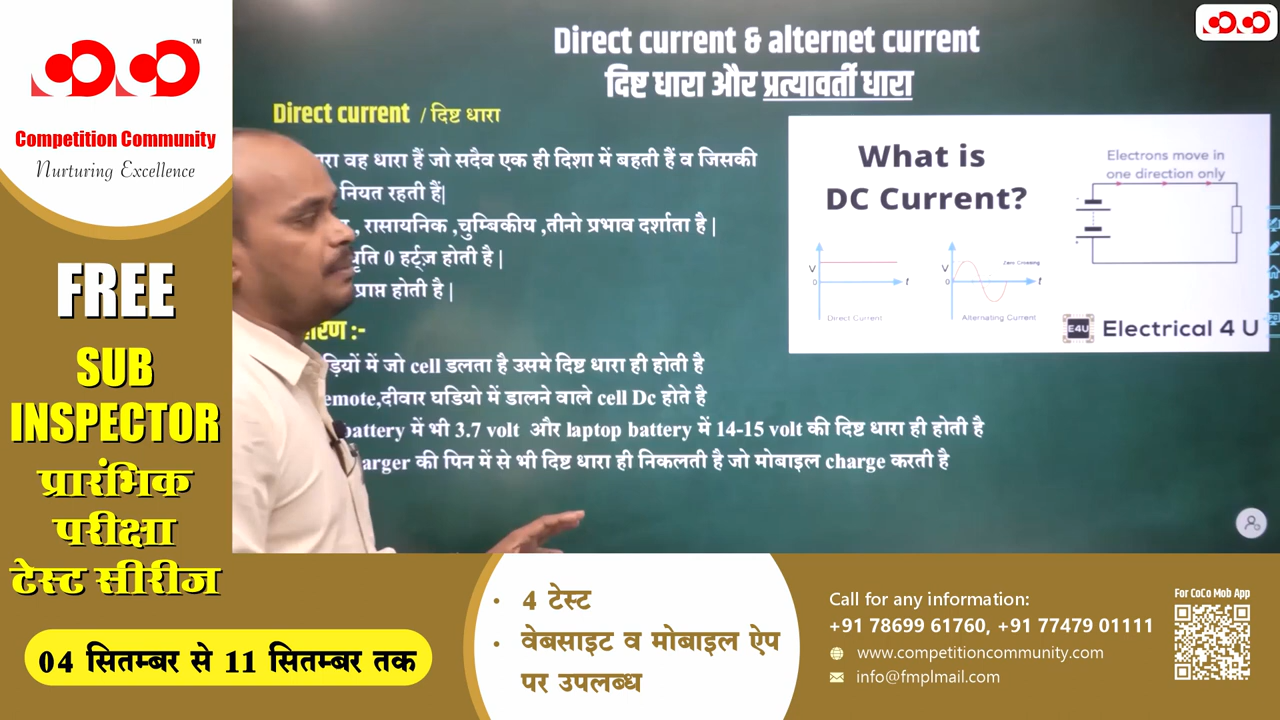 TM
Competition Community
Nurturing Excellence
FREE
SUB
INSPECTOR
प्रारंभिक
परीक्षा
टेस्ट सीरीज
04 सितम्बर से 11 सितम्बर तक
Direct current & alternet current
दिष्ट धारा और प्रत्यावर्ती धारा
Direct current / दिष्ट धारा
वह धारा हैं जो सदैव एक ही दिशा में बहती हैं व जिसकी
नियत रहती हैं|
, रासायनिक ,चुम्बिकीय ,तीनो प्रभाव दर्शाता है |
0 हर्ट्ज़ होती है |
प्राप्त होती है |
:-
में जो cell डलता है उसमे दिष्ट धारा ही होती है
emote,दीवार घडियो में डालने वाले cell Dc होते है
battery में भी 3.7 volt और laptop battery में 14-15 volt की दिष्ट धारा ही होती है
arger की पिन में से भी दिष्ट धारा ही निकलती है जो मोबाइल charge करती है
What is
DC Current?
Electrons move in
one direction only
V
0
t
Direct Current
V
0
t
Zero Crossing
Alternating Current
E4U
Electrical 4 U
• 4 टेस्ट
• वेबसाइट व मोबाइल ऐप
पर उपलब्ध
Call for any information:
+91 78699 61760, +91 77479 01111
www.competitioncommunity.com
info@fmplmail.com
For CoCo Mob App